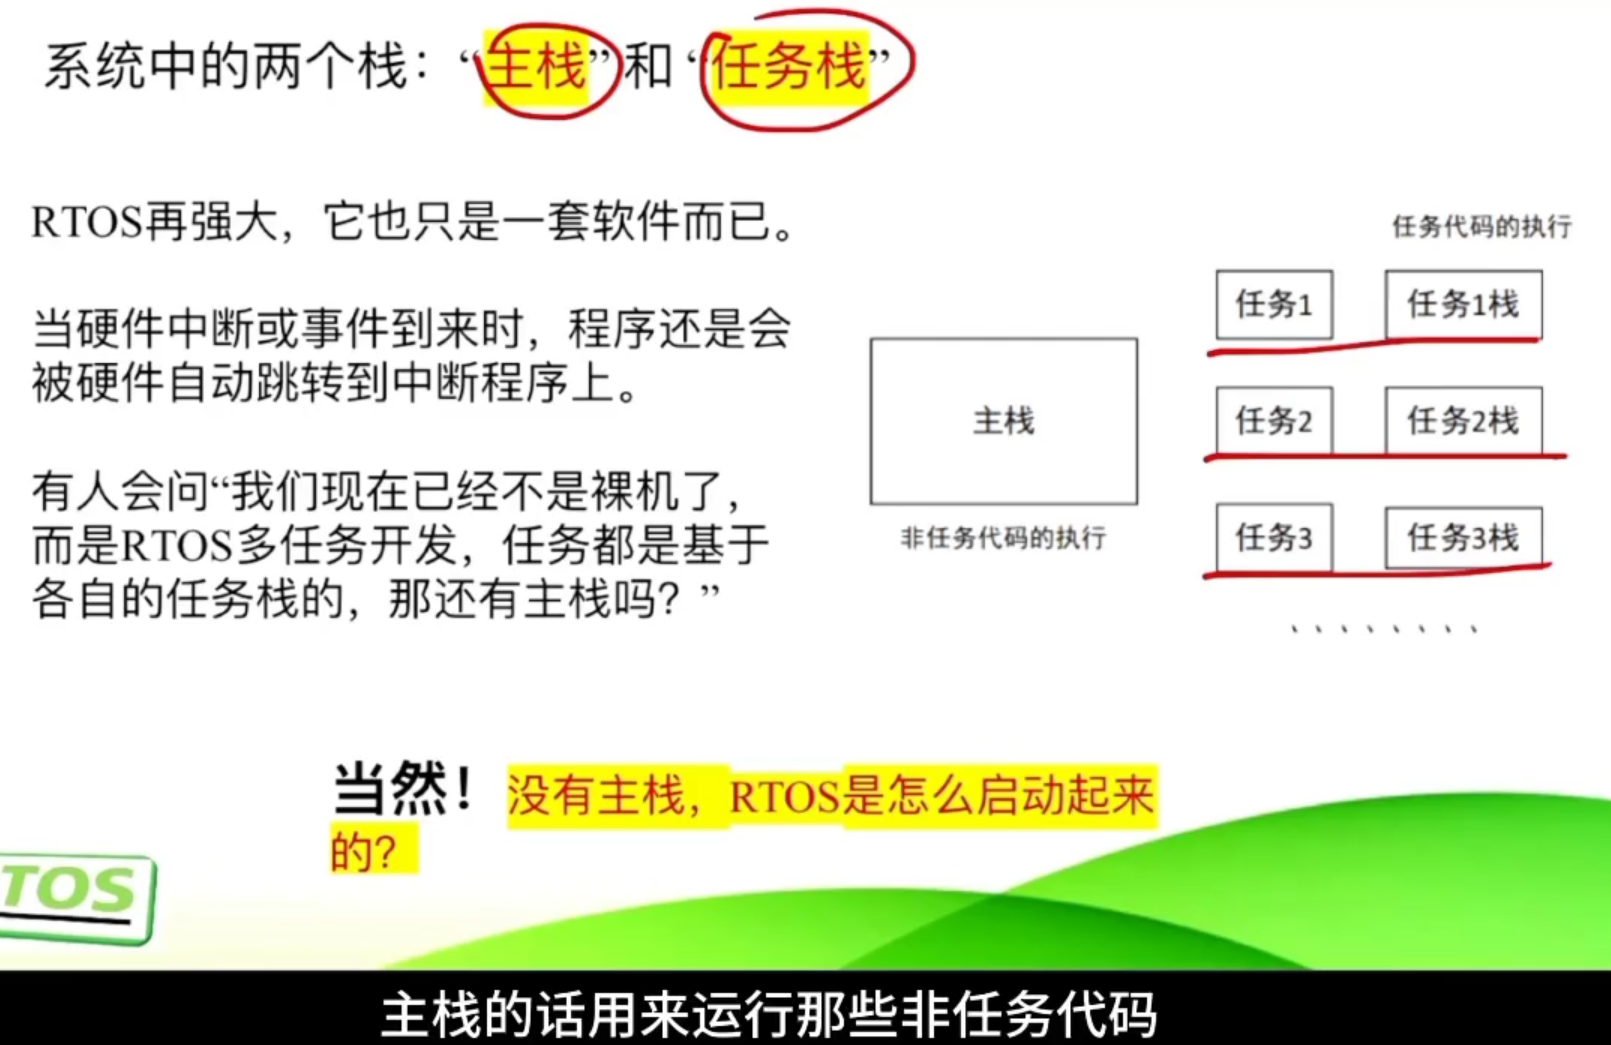 系统中的两个栈：“主栈”和“任务栈”
RTOS再强大，它也只是一套软件而已。
当硬件中断或事件到来时，程序还是会
被硬件自动跳转到中断程序上。
有人会问“我们现在已经不是裸机了，
而是RTOS多任务开发，任务都是基于
各自的任务栈的，那还有主栈吗？”
主栈
非任务代码的执行
任务代码的执行
任务1 任务1栈
任务2 任务2栈
任务3 任务3栈
、、、、、、、、
当然！没有主栈，RTOS是怎么启动起来
的？
TOS
主栈的话用来运行那些非任务代码